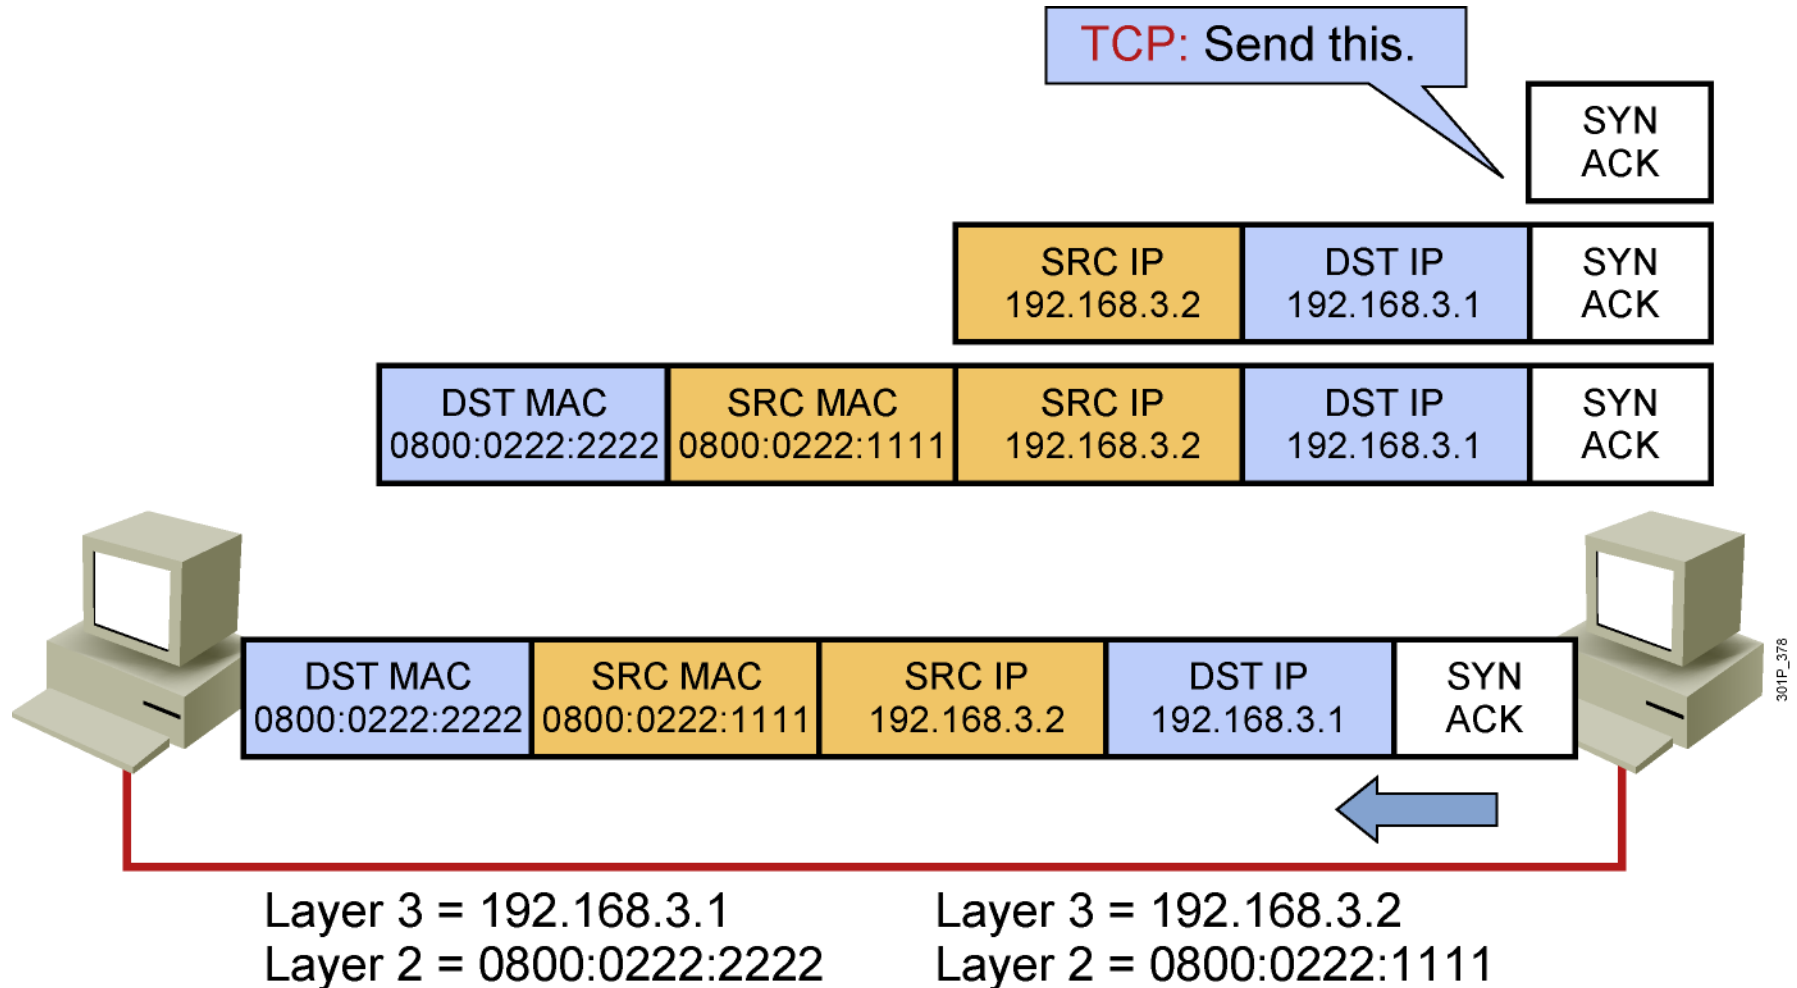 TCP: Send this.
SYN
ACK
SRC IP
192.168.3.2
DST IP
192.168.3.1
SYN
ACK
DST MAC
0800:0222:2222
SRC MAC
0800:0222:1111
SRC IP
192.168.3.2
DST IP
192.168.3.1
SYN
ACK
DST MAC
0800:0222:2222
SRC MAC
0800:0222:1111
SRC IP
192.168.3.2
DST IP
192.168.3.1
SYN
ACK
301P_378
Layer 3 = 192.168.3.1
Layer 2 = 0800:0222:2222
Layer 3 = 192.168.3.2
Layer 2 = 0800:0222:1111